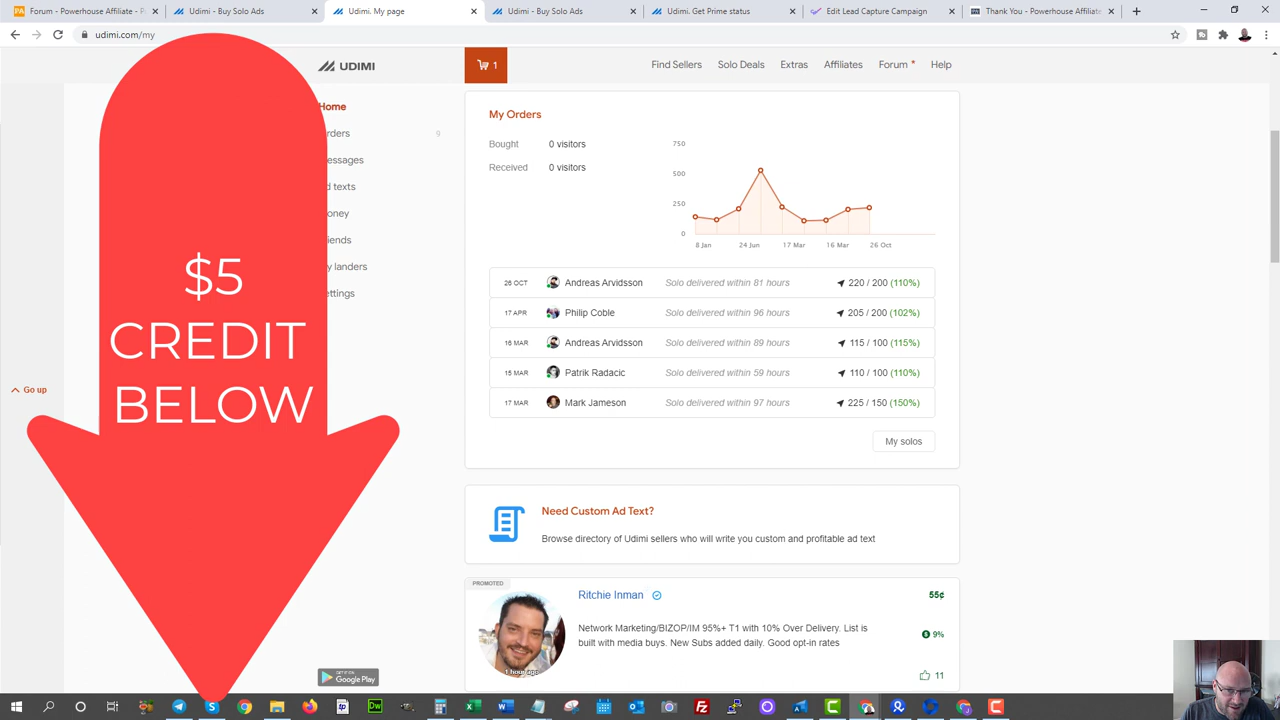 Forum - Powerhouse Affiliate
Udimi - Buy Solo Ads
Udimi. My page
Udimi - Buy Solo Ads
Udimi. Get Prime status
Edit Lead Capture Campaign
Thank You - Powerhouse Affiliate
udimi.com/my
UDIMI
1
Find Sellers
Solo Deals
Extras
Affiliates
Forum
Help
Home
rders 9
essages
d texts
oney
iends
y landers
ettings
Go up
$5
CREDIT
BELOW
My Orders
Bought 0 visitors
Received 0 visitors
750
500
250
0
8 Jan 24 Jun 17 Mar 16 Mar 26 Oct
26 OCT Andreas Arvidsson Solo delivered within 81 hours 220 / 200 (110%)
17 APR Philip Coble Solo delivered within 96 hours 205 / 200 (102%)
16 MAR Andreas Arvidsson Solo delivered within 89 hours 115 / 100 (115%)
15 MAR Patrik Radacic Solo delivered within 59 hours 110 / 100 (110%)
17 MAR Mark Jameson Solo delivered within 97 hours 225 / 150 (150%)
My solos
Need Custom Ad Text?
Browse directory of Udimi sellers who will write you custom and profitable ad text
PROMOTED
Ritchie Inman 55¢
Network Marketing/BIZOP/IM 95%+ T1 with 10% Over Delivery. List is
built with media buys. New Subs added daily. Good opt-in rates
9%
1 hour ago
11
GET IT ON
Google Play